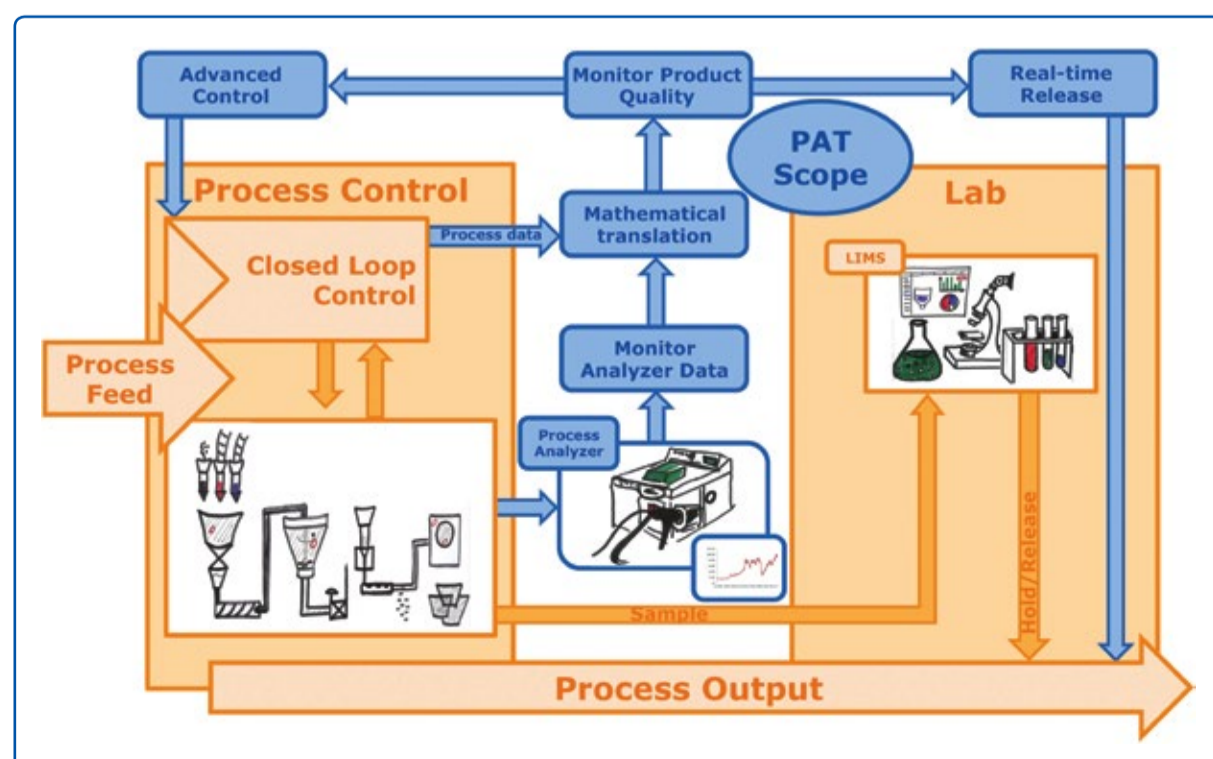 Advanced
Control
Monitor Product
Quality
Real-time
Release
PAT
Scope
Process Control
Lab
Mathematical
translation
Process data
Closed Loop
Control
LIMS
Process
Feed
Monitor
Analyzer Data
Process
Analyzer
Hold/Release
Sample
Process Output